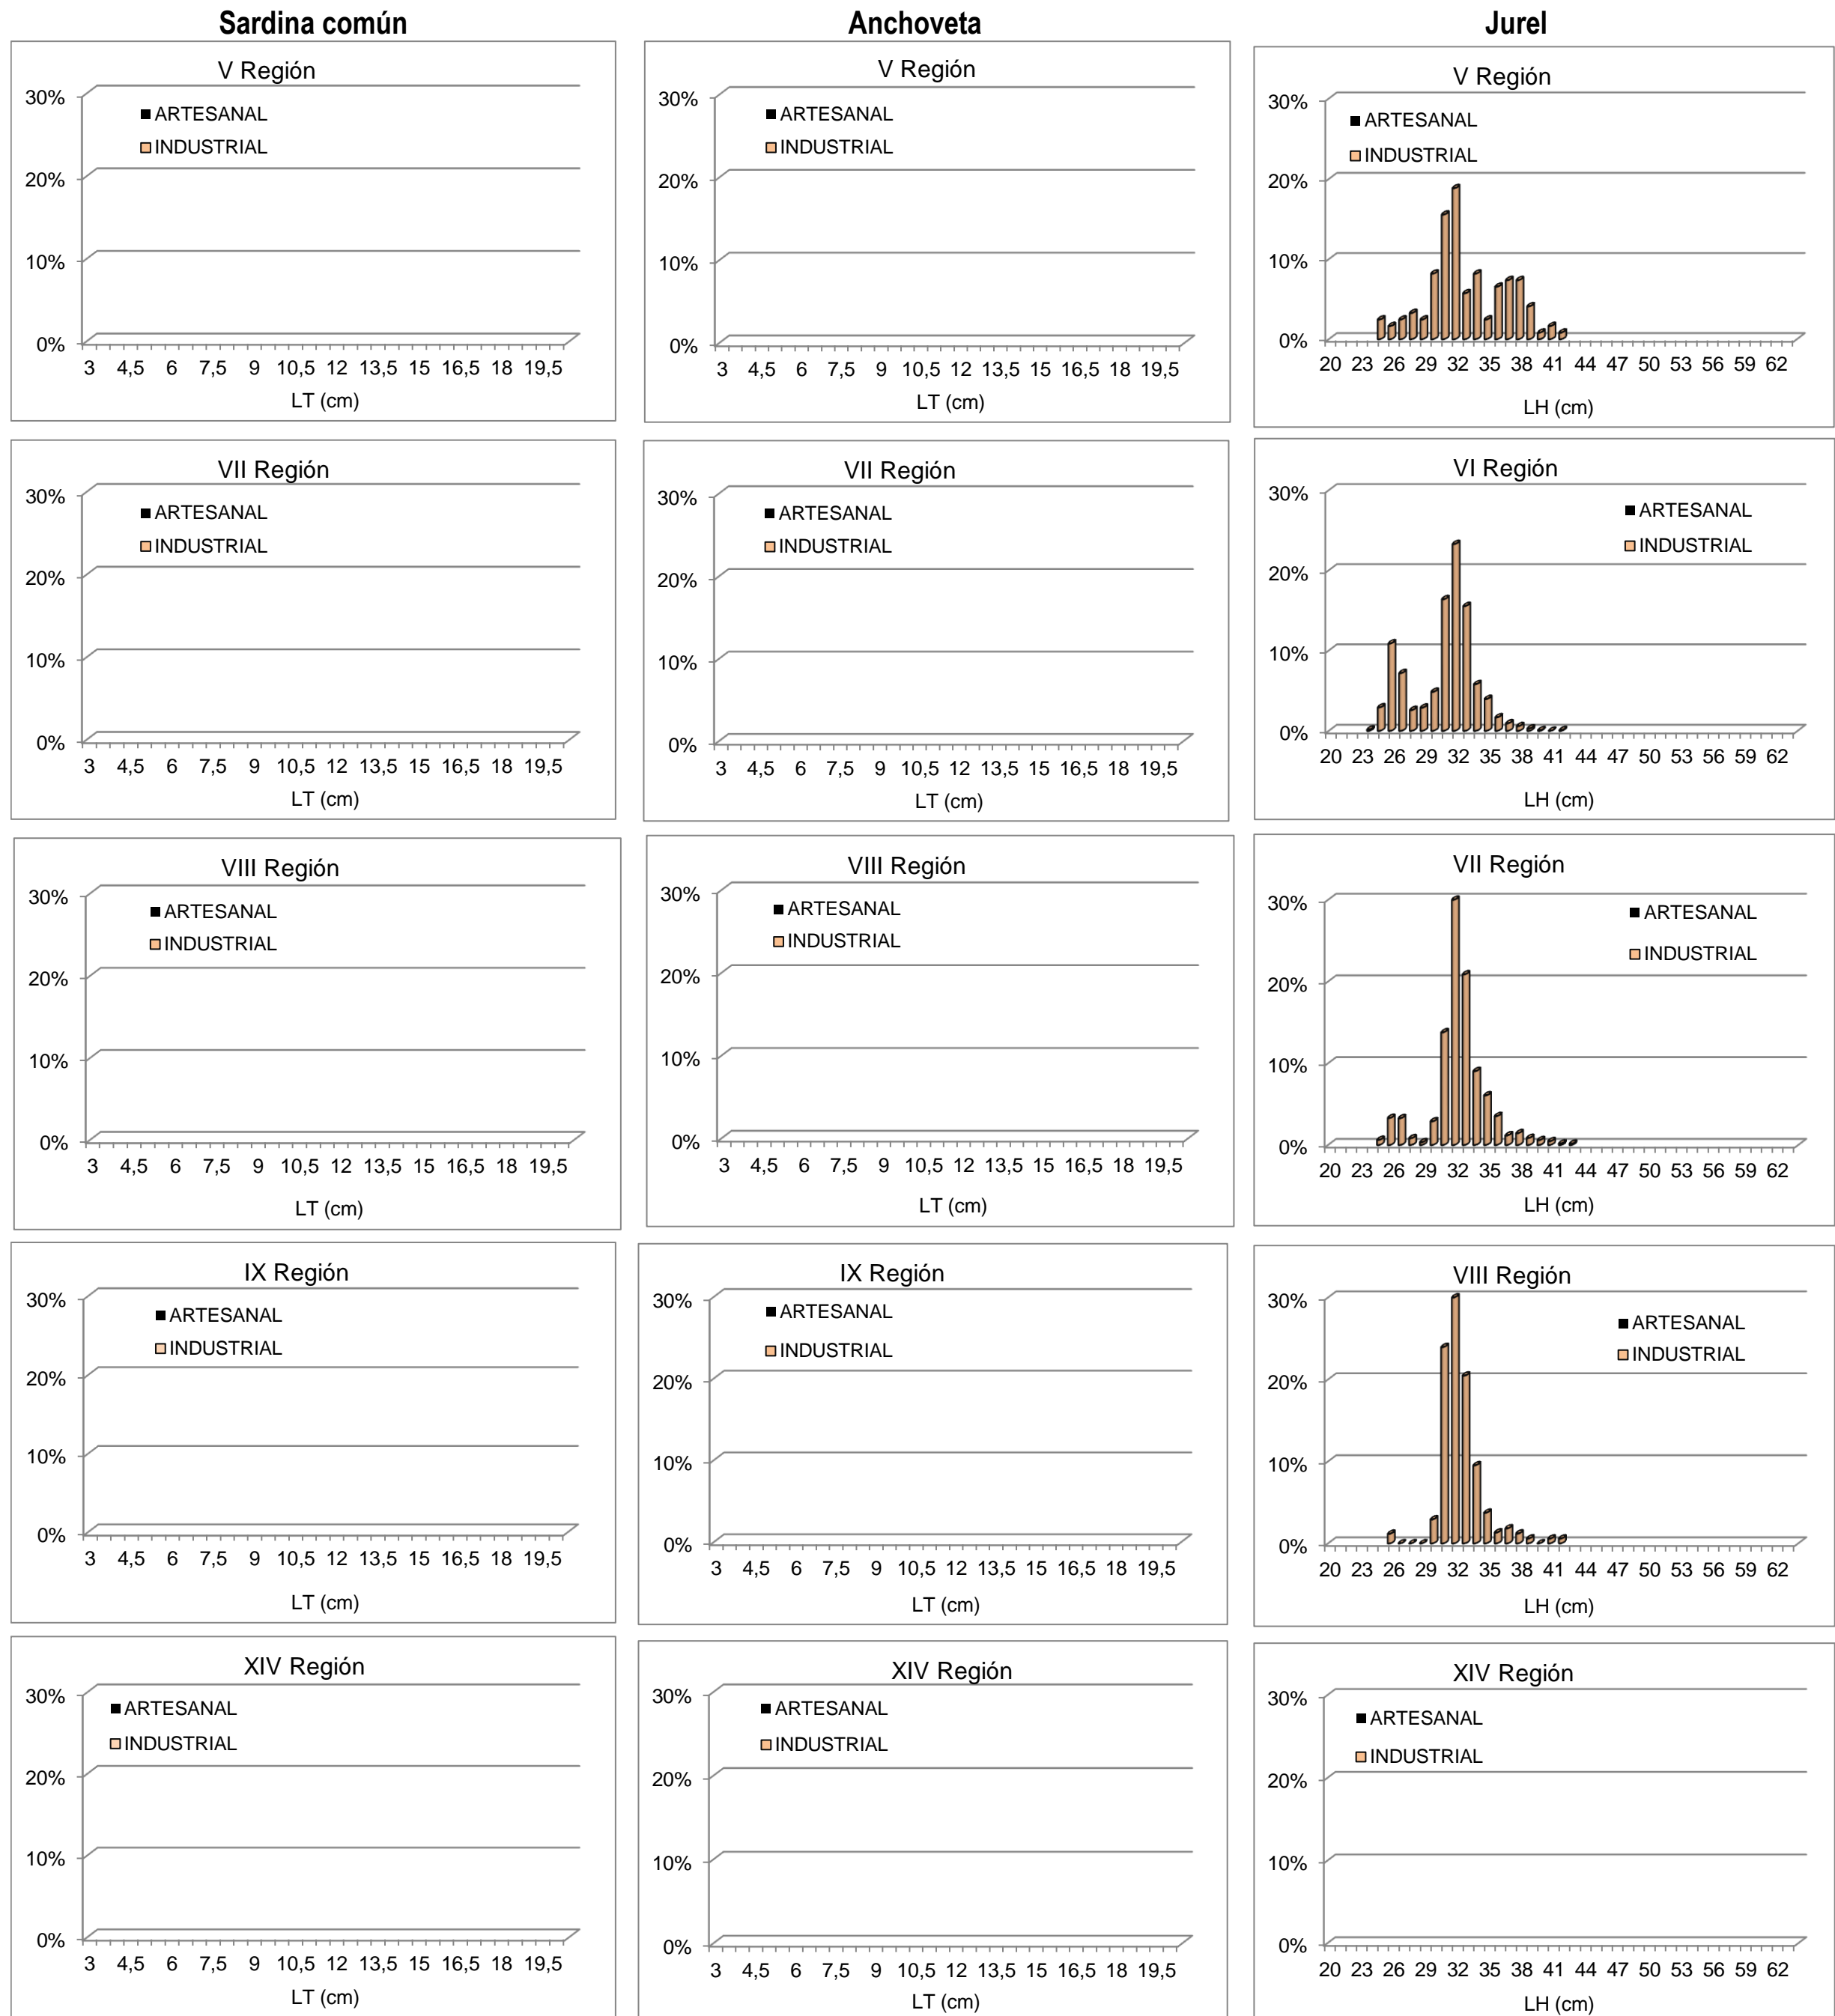 Sardina común
Anchoveta
Jurel
V Región
30%
ARTESANAL
INDUSTRIAL
20%
10%
0%
3 4,5 6 7,5 9 10,5 12 13,5 15 16,5 18 19,5
LT (cm)
V Región
30%
ARTESANAL
INDUSTRIAL
20%
10%
0%
3 4,5 6 7,5 9 10,5 12 13,5 15 16,5 18 19,5
LT (cm)
V Región
30%
ARTESANAL
INDUSTRIAL
20%
10%
0%
20 23 26 29 32 35 38 41 44 47 50 53 56 59 62
LH (cm)
VII Región
30%
ARTESANAL
INDUSTRIAL
20%
10%
0%
3 4,5 6 7,5 9 10,5 12 13,5 15 16,5 18 19,5
LT (cm)
VII Región
30%
ARTESANAL
INDUSTRIAL
20%
10%
0%
3 4,5 6 7,5 9 10,5 12 13,5 15 16,5 18 19,5
LT (cm)
VI Región
30%
ARTESANAL
INDUSTRIAL
20%
10%
0%
20 23 26 29 32 35 38 41 44 47 50 53 56 59 62
LH (cm)
VIII Región
30%
ARTESANAL
INDUSTRIAL
20%
10%
0%
3 4,5 6 7,5 9 10,5 12 13,5 15 16,5 18 19,5
LT (cm)
VIII Región
30%
ARTESANAL
INDUSTRIAL
20%
10%
0%
3 4,5 6 7,5 9 10,5 12 13,5 15 16,5 18 19,5
LT (cm)
VII Región
30%
ARTESANAL
INDUSTRIAL
20%
10%
0%
20 23 26 29 32 35 38 41 44 47 50 53 56 59 62
LH (cm)
IX Región
30%
ARTESANAL
INDUSTRIAL
20%
10%
0%
3 4,5 6 7,5 9 10,5 12 13,5 15 16,5 18 19,5
LT (cm)
IX Región
30%
ARTESANAL
INDUSTRIAL
20%
10%
0%
3 4,5 6 7,5 9 10,5 12 13,5 15 16,5 18 19,5
LT (cm)
VIII Región
30%
ARTESANAL
INDUSTRIAL
20%
10%
0%
20 23 26 29 32 35 38 41 44 47 50 53 56 59 62
LH (cm)
XIV Región
30%
ARTESANAL
INDUSTRIAL
20%
10%
0%
3 4,5 6 7,5 9 10,5 12 13,5 15 16,5 18 19,5
LT (cm)
XIV Región
30%
ARTESANAL
INDUSTRIAL
20%
10%
0%
3 4,5 6 7,5 9 10,5 12 13,5 15 16,5 18 19,5
LT (cm)
XIV Región
30%
ARTESANAL
INDUSTRIAL
20%
10%
0%
20 23 26 29 32 35 38 41 44 47 50 53 56 59 62
LH (cm)